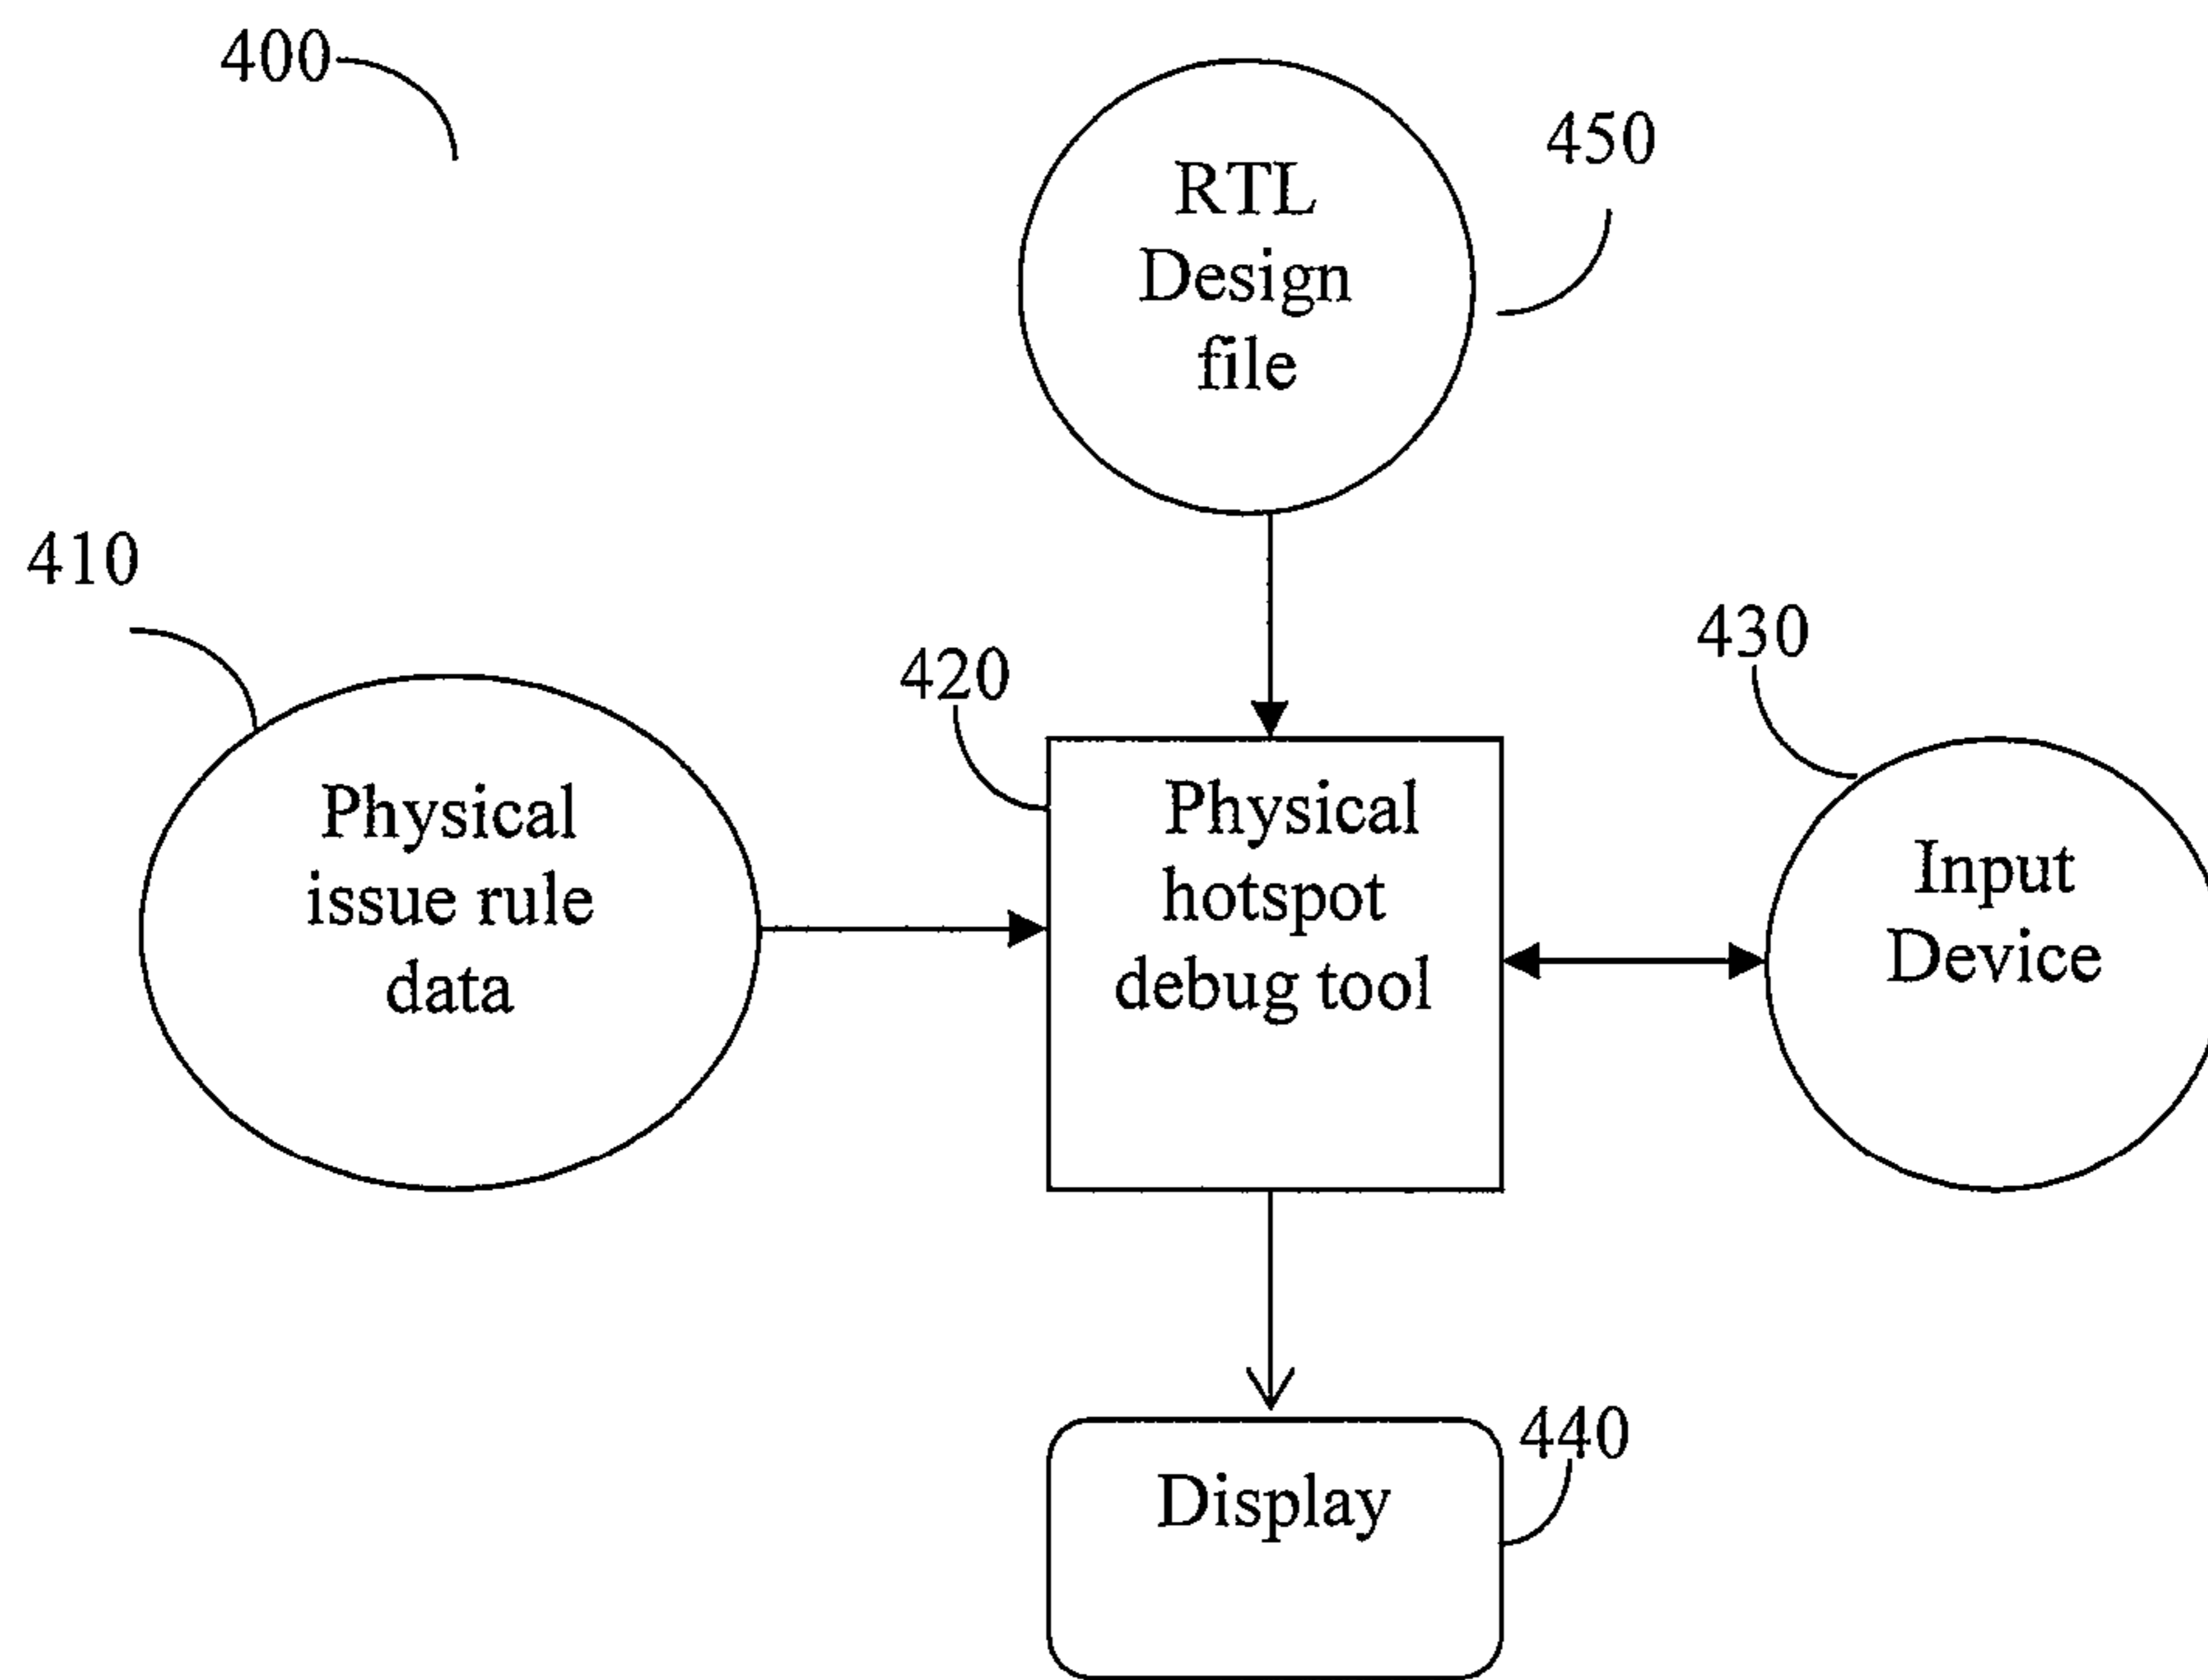 400
RTL
Design
file
450
410
Physical
issue rule
data
420
Physical
hotspot
debug tool
430
Input
Device
Display
440